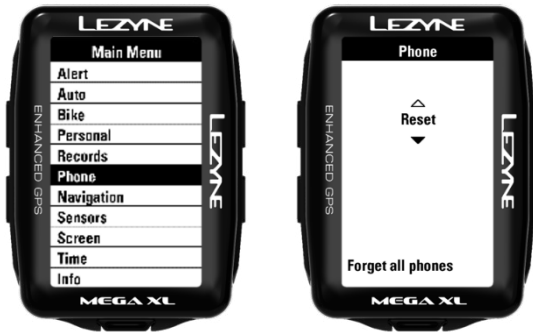 LEZYNE
Main Menu
Alert
Auto
Bike
Personal
Records
Phone
Navigation
Sensors
Screen
Time
Info
ENHANCED GPS
LEZYNE
MEGA XL
LEZYNE
Phone
Reset
Forget all phones
ENHANCED GPS
LEZYNE
MEGA XL